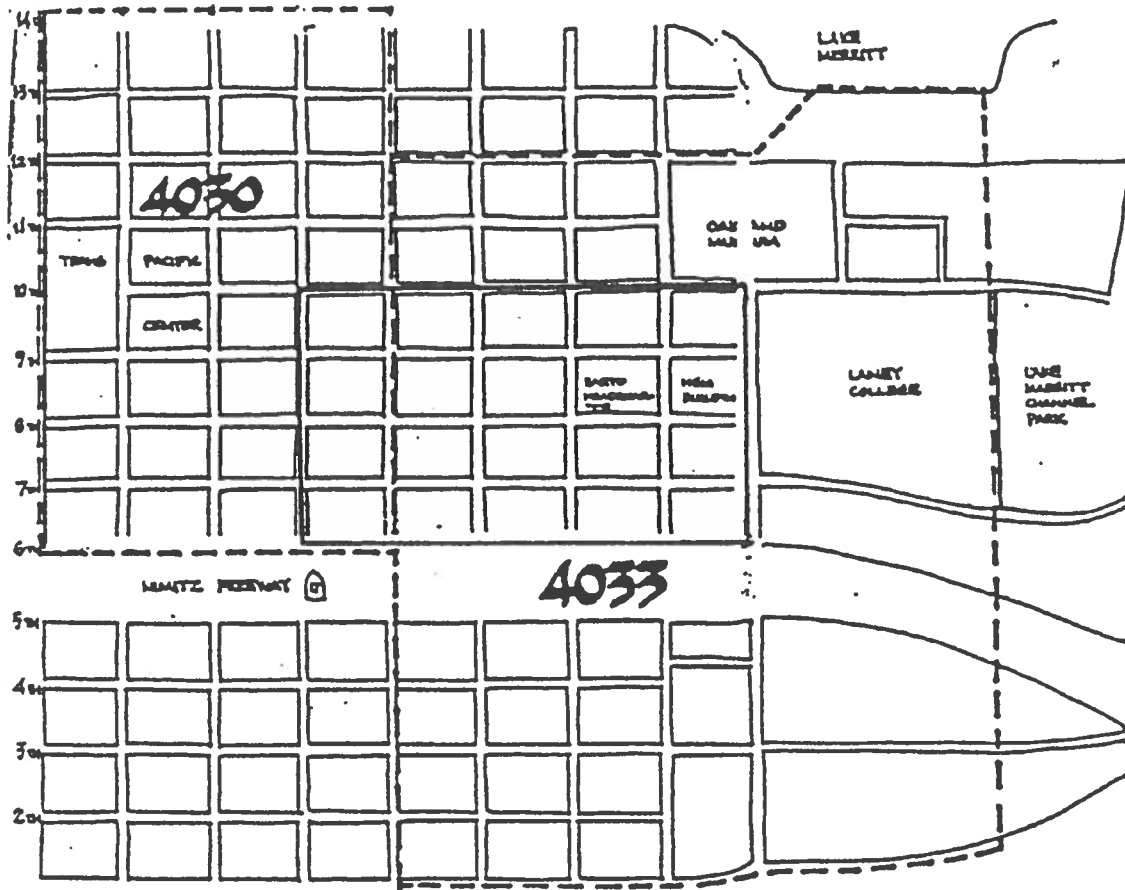 14TH
LAKE
MERRITT
13TH
12TH
4030
11TH
OAKLAND
TRANS
PACIFIC
10TH
CENTER
9TH
LANEY
COLLEGE
LAKE
MERRITT
CHANNEL
PARK
BUILDING
8TH
7TH
6TH
NIMITZ FREEWAY
4033
5TH
4TH
3RD
2ND